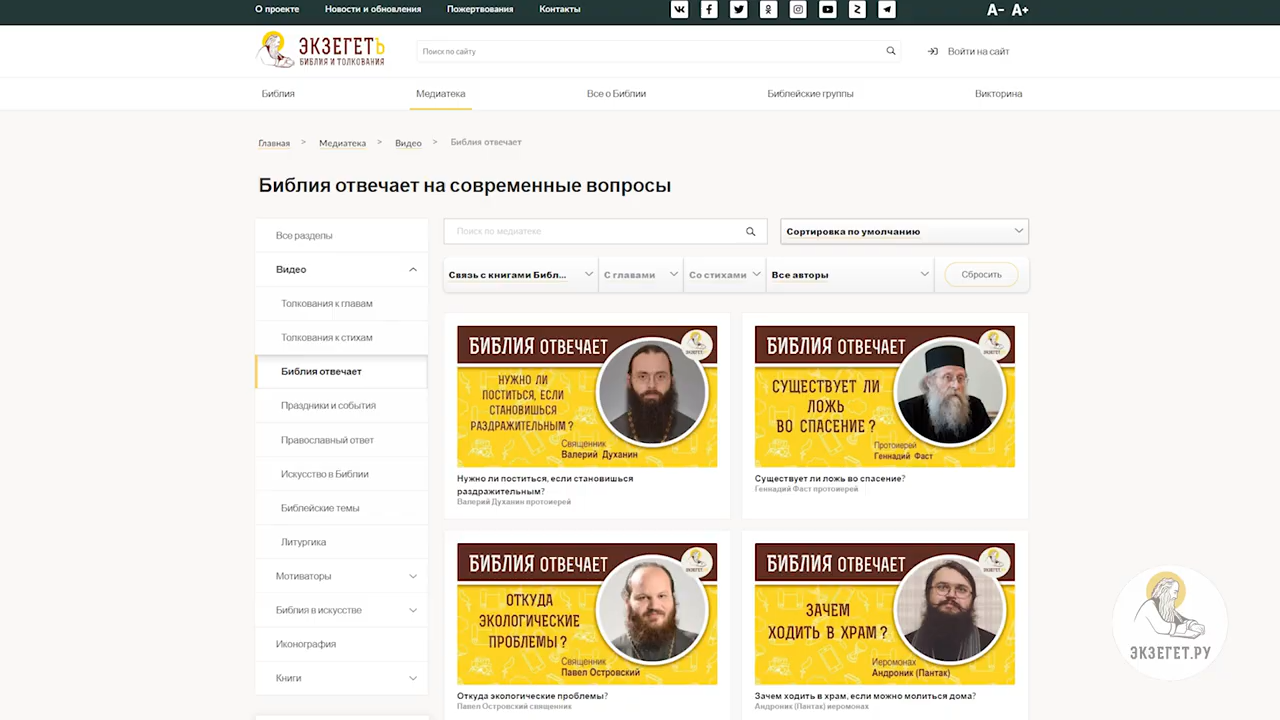 О проекте
Новости и обновления
Пожертвования
Контакты
А- А+
ЭКЗЕГЕТЪ
БИБЛИЯ И ТОЛКОВАНИЯ
Поиск по сайту
Войти на сайт
Библия
Медиатека
Все о Библии
Библейские группы
Викторина
Главная > Медиатека > Видео > Библия отвечает
Библия отвечает на современные вопросы
Все разделы
Видео
Толкования к главам
Толкования к стихам
Библия отвечает
Праздники и события
Православный ответ
Искусство в Библии
Библейские темы
Литургика
Мотиваторы
Библия в искусстве
Иконография
Книги
Поиск по медиатеке
Сортировка по умолчанию
Связь с книгами Библ...
С главами
Со стихами
Все авторы
Сбросить
БИБЛИЯ ОТВЕЧАЕТ
ЭКЗЕГЕТ
НУЖНО ЛИ
ПОСТИТЬСЯ, ЕСЛИ
СТАНОВИШЬСЯ
РАЗДРАЖИТЕЛЬНЫМ?
Священник
Валерий Духанин
Нужно ли поститься, если становишься
раздражительным?
Валерий Духанин протоиерей
БИБЛИЯ ОТВЕЧАЕТ
ЭКЗЕГЕТ
СУЩЕСТВУЕТ ЛИ
ЛОЖЬ
ВО СПАСЕНИЕ?
Протоиерей
Геннадий Фаст
Существует ли ложь во спасение?
Геннадий Фаст протоиерей
БИБЛИЯ ОТВЕЧАЕТ
ЭКЗЕГЕТ
ОТКУДА
ЭКОЛОГИЧЕСКИЕ
ПРОБЛЕМЫ?
Священник
Павел Островский
Откуда экологические проблемы?
Павел Островский священник
БИБЛИЯ ОТВЕЧАЕТ
ЭКЗЕГЕТ
ЗАЧЕМ
ХОДИТЬ В ХРАМ?
Иеромонах
Андроник (Пантак)
Зачем ходить в храм, если можно молиться дома?
Андроник (Пантак) иеромонах
ЭКЗЕГЕТ.РУ